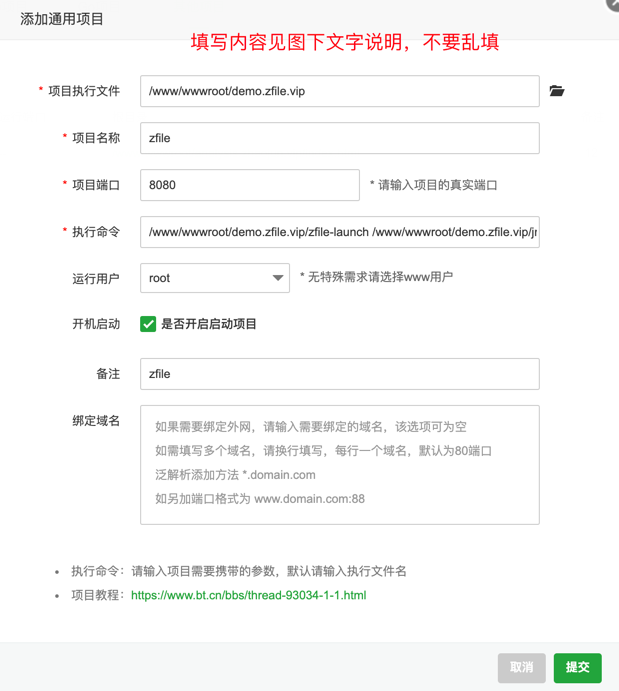 添加通用项目
填写内容见图下文字说明，不要乱填
* 项目执行文件 /www/wwwroot/demo.zfile.vip
* 项目名称 zfile
* 项目端口 8080 * 请输入项目的真实端口
* 执行命令 /www/wwwroot/demo.zfile.vip/zfile-launch /www/wwwroot/demo.zfile.vip/
运行用户 root * 无特殊需求请选择www用户
开机启动 是否开启启动项目
备注 zfile
绑定域名 如果需要绑定外网，请输入需要绑定的域名，该选项可为空
如需填写多个域名，请换行填写，每行一个域名，默认为80端口
泛解析添加方法 *.domain.com
如另加端口格式为 www.domain.com:88
• 执行命令：请输入项目需要携带的参数，默认请输入执行文件名
• 项目教程：https://www.bt.cn/bbs/thread-93034-1-1.html
取消 提交